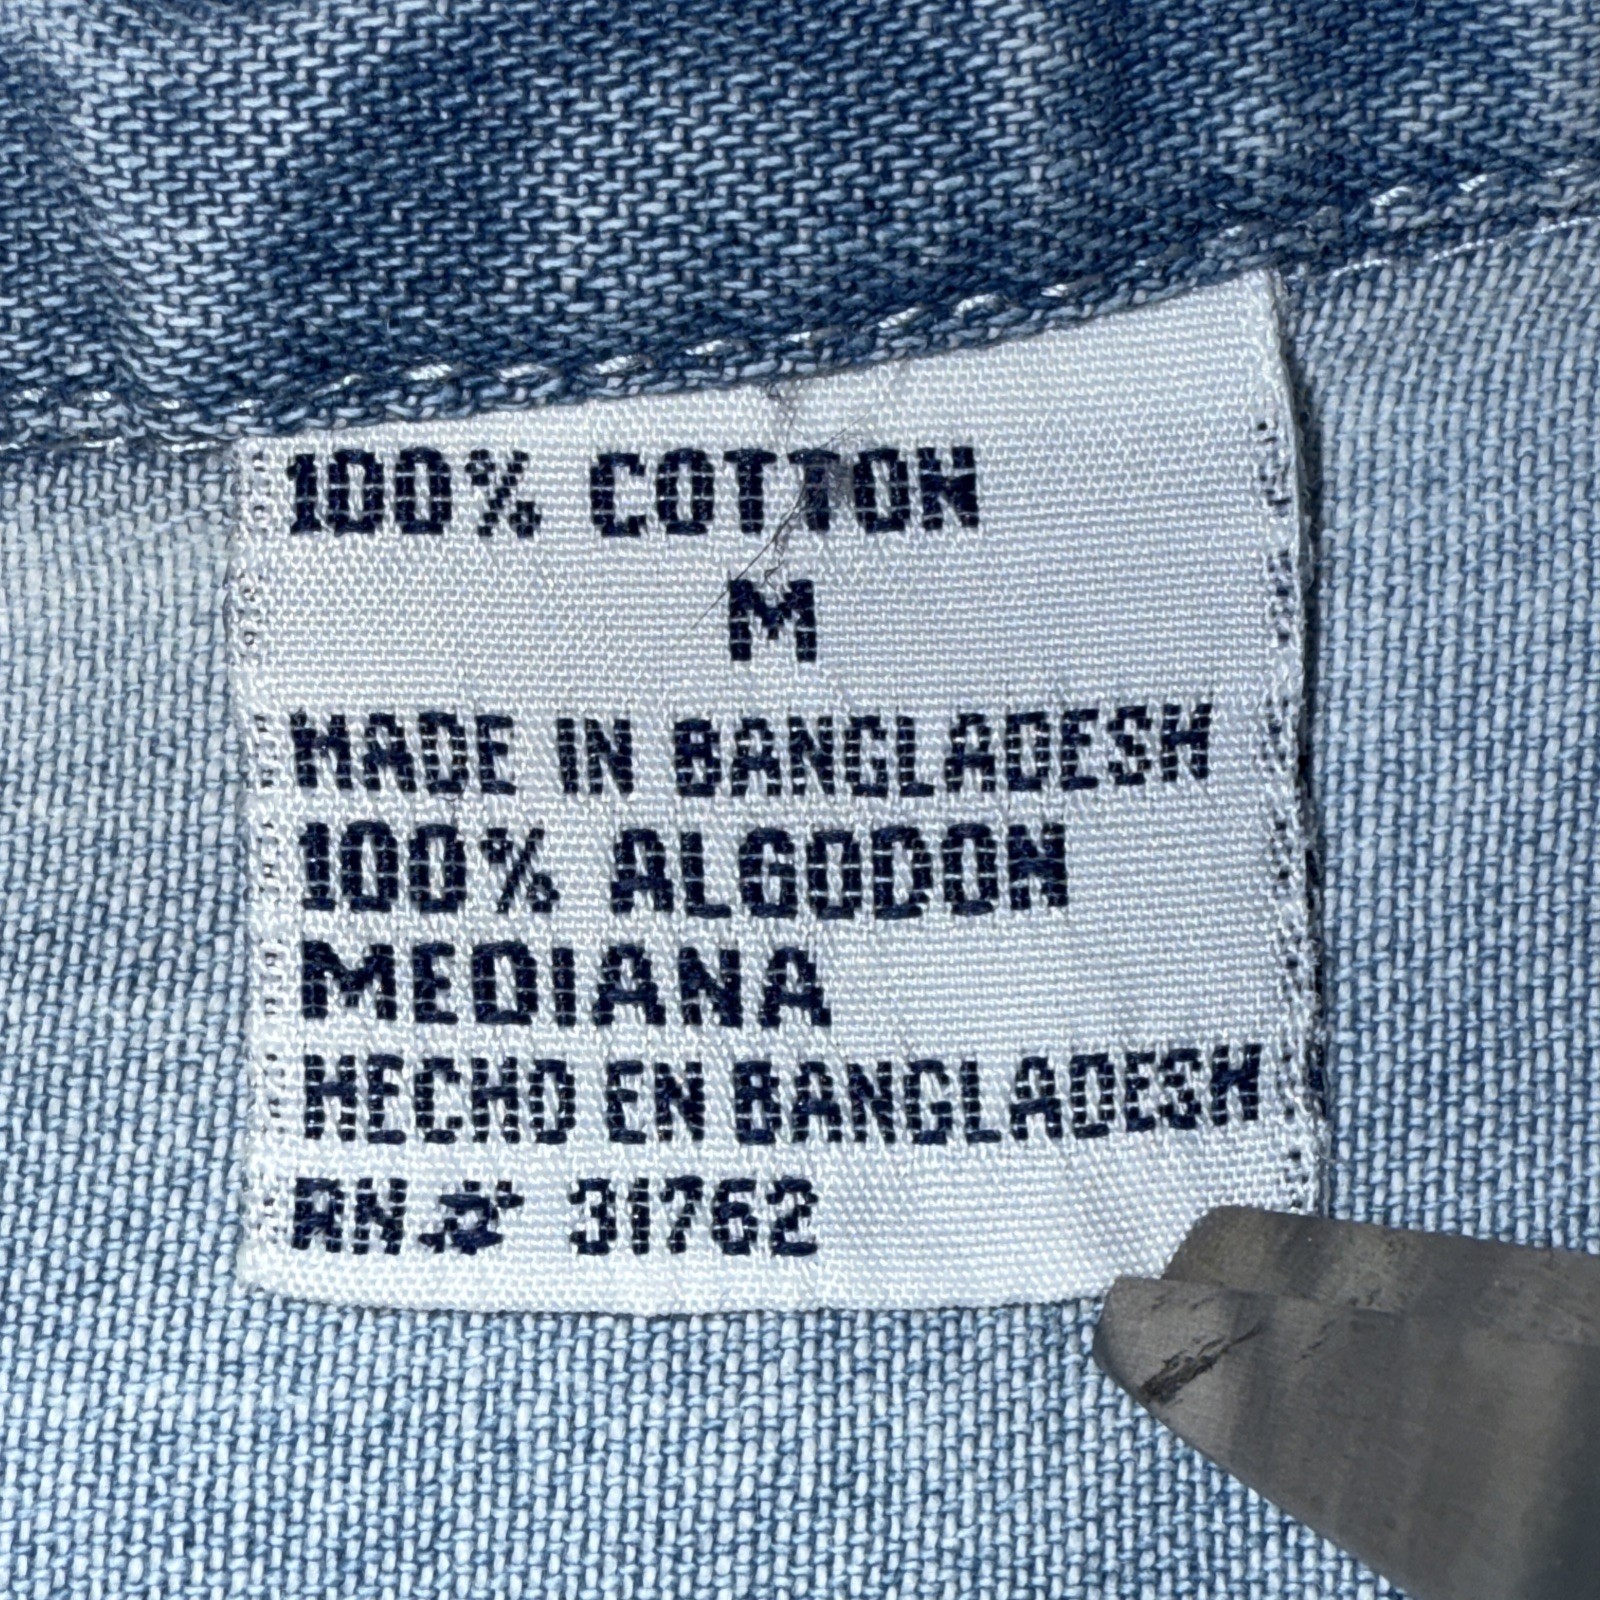 100% COTTON
M
MADE IN BANGLADESH
100% ALGODON
MEDIANA
HECHO EN BANGLADESH
RN # 31762